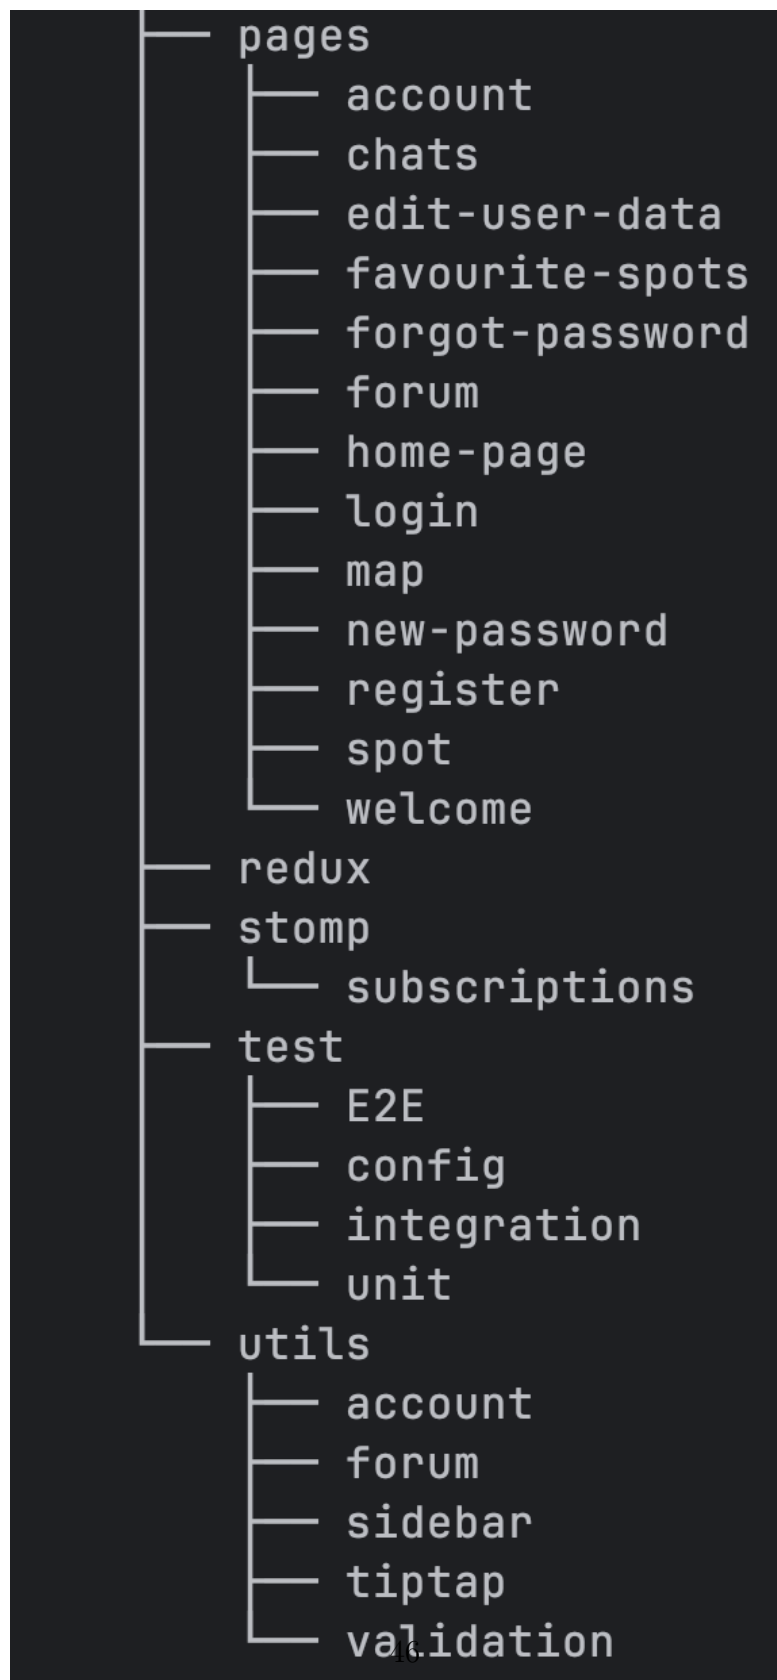 pages
account
chats
edit-user-data
favourite-spots
forgot-password
forum
home-page
login
map
new-password
register
spot
welcome
redux
stomp
subscriptions
test
E2E
config
integration
unit
utils
account
forum
sidebar
tiptap
validation
46